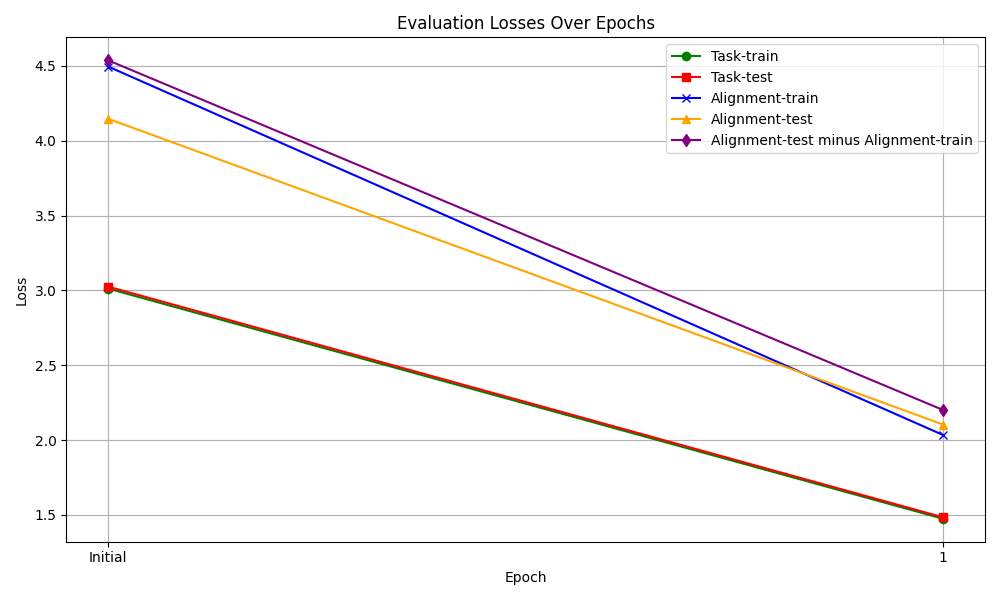 Evaluation Losses Over Epochs
Task-train
Task-test
Alignment-train
Alignment-test
Alignment-test minus Alignment-train
4.5
4.0
3.5
3.0
2.5
2.0
1.5
Loss
Initial
1
Epoch